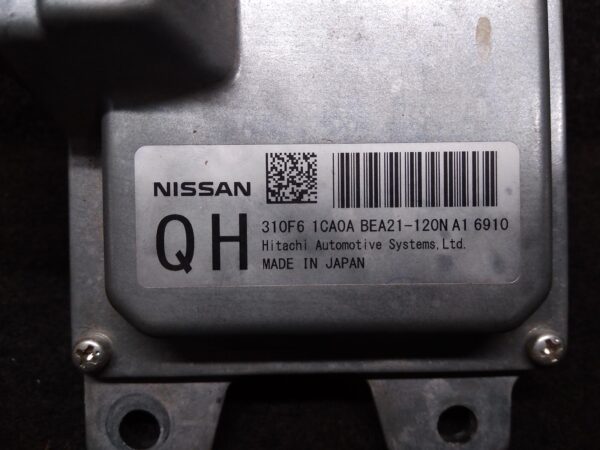 NISSAN
QH
310F6 1CA0A BEA21-120N A1 6910
Hitachi Automotive Systems,Ltd.
MADE IN JAPAN